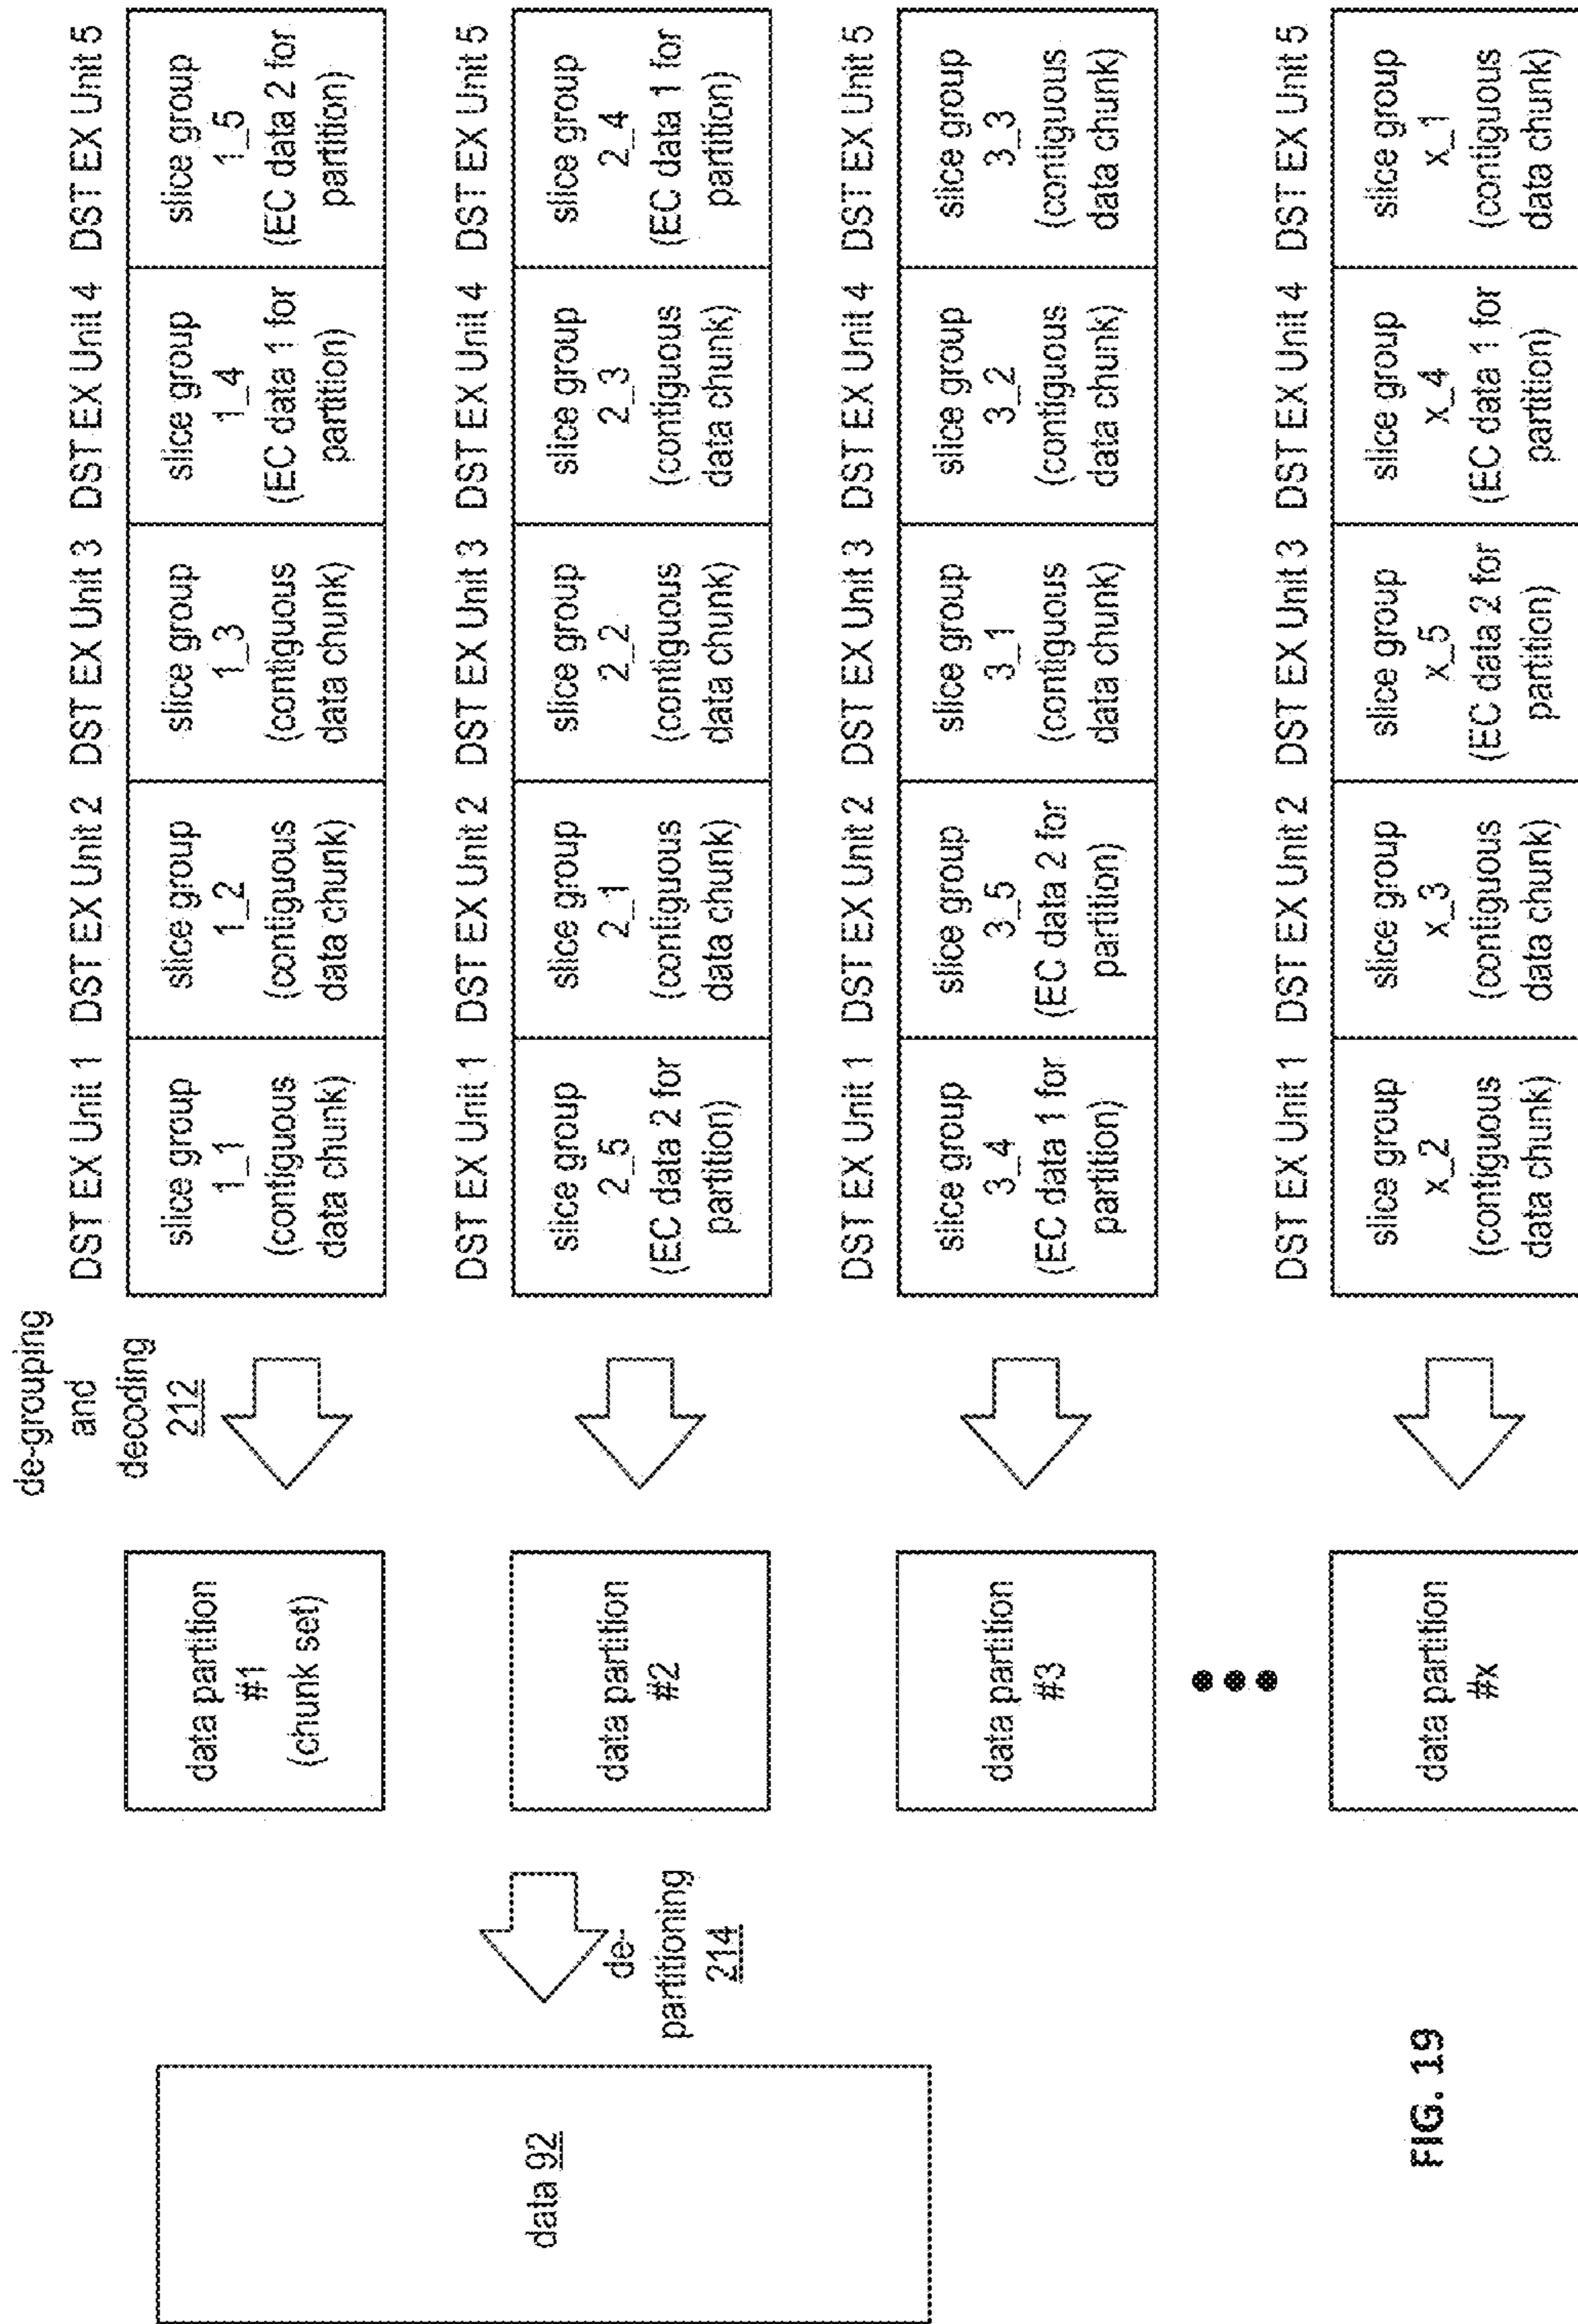 de-grouping
and
decoding
212
DST EX Unit 1 DST EX Unit 2 DST EX Unit 3 DST EX Unit 4 DST EX Unit 5
data partition
#1
(chunk set)
slice group
1_1
(contiguous
data chunk)
slice group
1_2
(contiguous
data chunk)
slice group
1_3
(contiguous
data chunk)
slice group
1_4
(EC data 1 for
partition)
slice group
1_5
(EC data 2 for
partition)
data 92
DST EX Unit 1 DST EX Unit 2 DST EX Unit 3 DST EX Unit 4 DST EX Unit 5
data partition
#2
slice group
2_5
(EC data 2 for
partition)
slice group
2_1
(contiguous
data chunk)
slice group
2_2
(contiguous
data chunk)
slice group
2_3
(contiguous
data chunk)
slice group
2_4
(EC data 1 for
partition)
de-
partitioning
214
DST EX Unit 1 DST EX Unit 2 DST EX Unit 3 DST EX Unit 4 DST EX Unit 5
data partition
#3
slice group
3_4
(EC data 1 for
partition)
slice group
3_5
(EC data 2 for
partition)
slice group
3_1
(contiguous
data chunk)
slice group
3_2
(contiguous
data chunk)
slice group
3_3
(contiguous
data chunk)
DST EX Unit 1 DST EX Unit 2 DST EX Unit 3 DST EX Unit 4 DST EX Unit 5
data partition
#x
slice group
x_2
(contiguous
data chunk)
slice group
x_3
(contiguous
data chunk)
slice group
x_5
(EC data 2 for
partition)
slice group
x_4
(EC data 1 for
partition)
slice group
x_1
(contiguous
data chunk)
FIG. 19